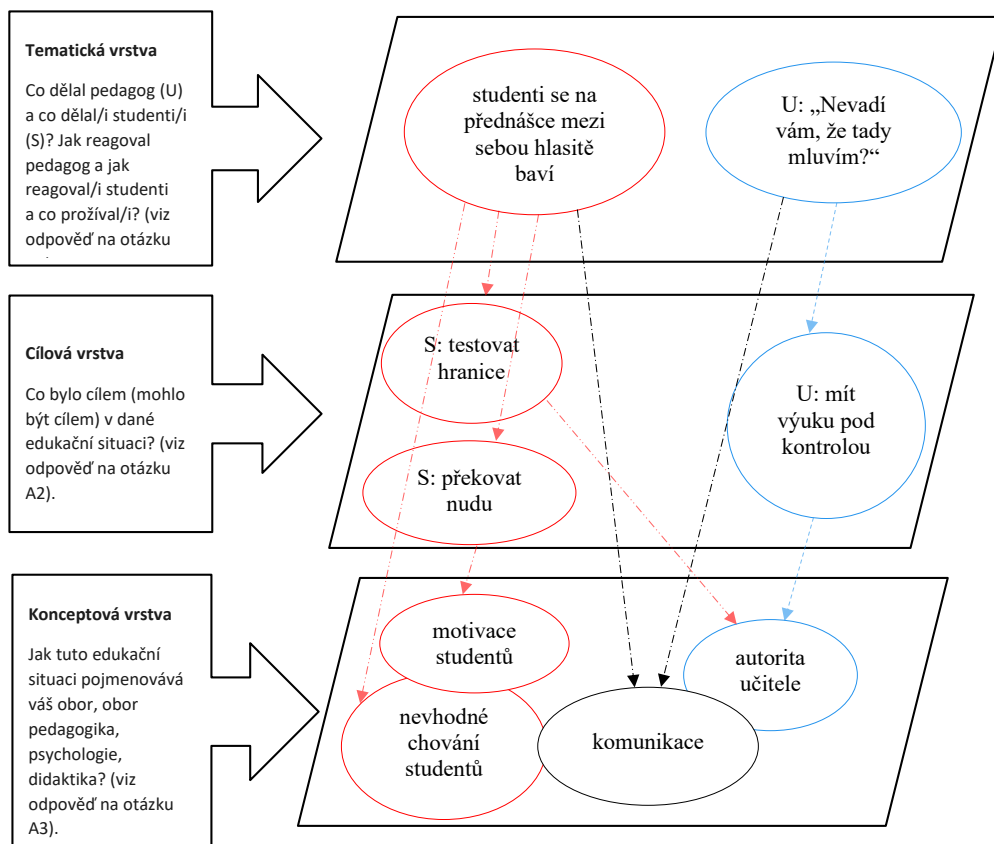 Tematická vrstva
Co dělal pedagog (U)
a co dělal/i studenti/i
(S)? Jak reagoval
pedagog a jak
reagoval/i studenti
a co prožíval/i? (viz
odpověď na otázku
studenti se na
přednášce mezi
sebou hlasitě
baví
U: „Nevadí
vám, že tady
mluvím?“
Cílová vrstva
Co bylo cílem (mohlo
být cílem) v dané
edukační situaci? (viz
odpověď na otázku
A2).
S: testovat
hranice
S: překovat
nudu
U: mít
výuku pod
kontrolou
Konceptová vrstva
Jak tuto edukační
situaci pojmenovává
váš obor, obor
pedagogika,
psychologie,
didaktika? (viz
odpověď na otázku
A3).
motivace
studentů
nevhodné
chování
studentů
komunikace
autorita
učitele